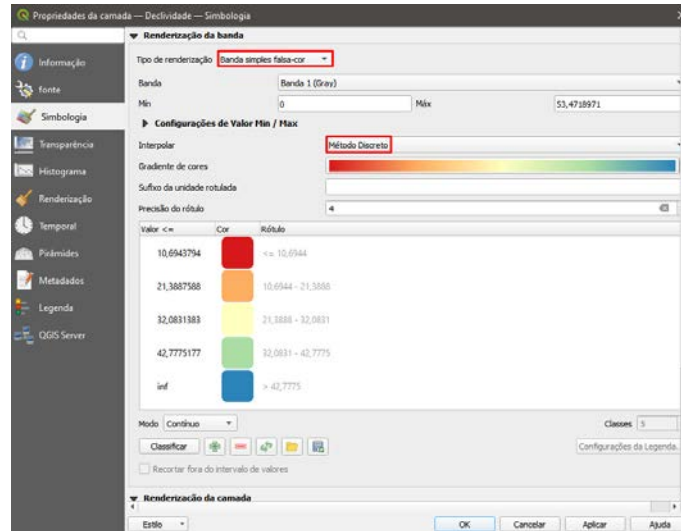 Propriedades da camada — Declividade — Simbologia
Informação
fonte
Simbologia
Transparência
Histograma
Renderização
Temporal
Pirâmides
Metadados
Legenda
QGIS Server
Renderização da banda
Tipo de renderização Banda simples falsa-cor
Banda Banda 1 (Gray)
Min 0 Máx 53,4718971
Configurações de Valor Min / Max
Interpolar Método Discreto
Gradiente de cores
Sufixo da unidade rotulada
Precisão do rótulo 4
Valor <= Cor Rótulo
10,6943794 <= 10,6944
21,3887588 10,6944 - 21,3888
32,0831383 21,3888 - 32,0831
42,7775177 32,0831 - 42,7775
inf > 42,7775
Modo Contínuo Classes 5
Classificar Configurações da Legenda.
Recortar fora do intervalo de valores
Renderização da camada
Estilo OK Cancelar Aplicar Ajuda